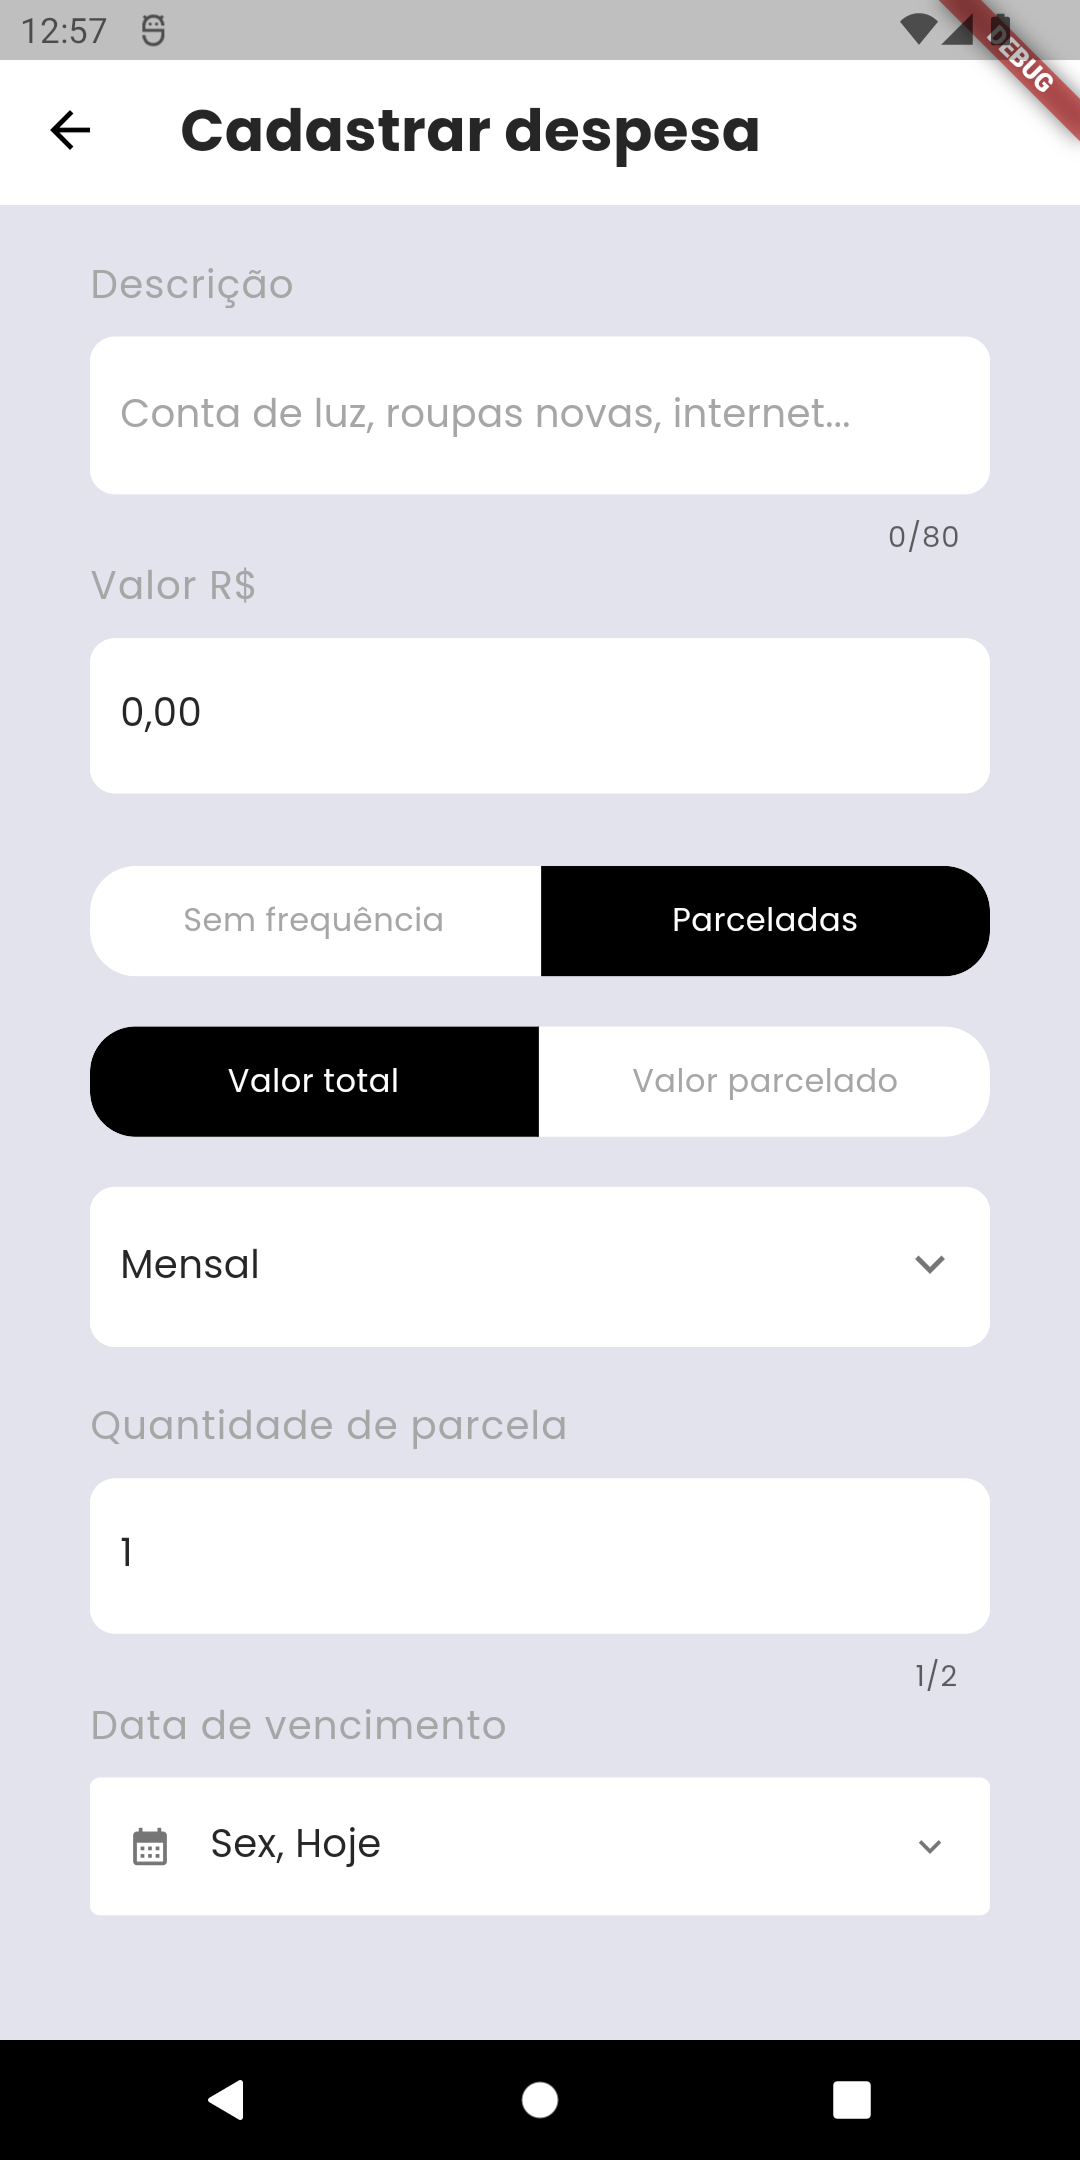 12:57
DEBUG
Cadastrar despesa
Descrição
Conta de luz, roupas novas, internet...
0/80
Valor R$
0,00
Sem frequência Parceladas
Valor total Valor parcelado
Mensal
Quantidade de parcela
1
1/2
Data de vencimento
Sex, Hoje